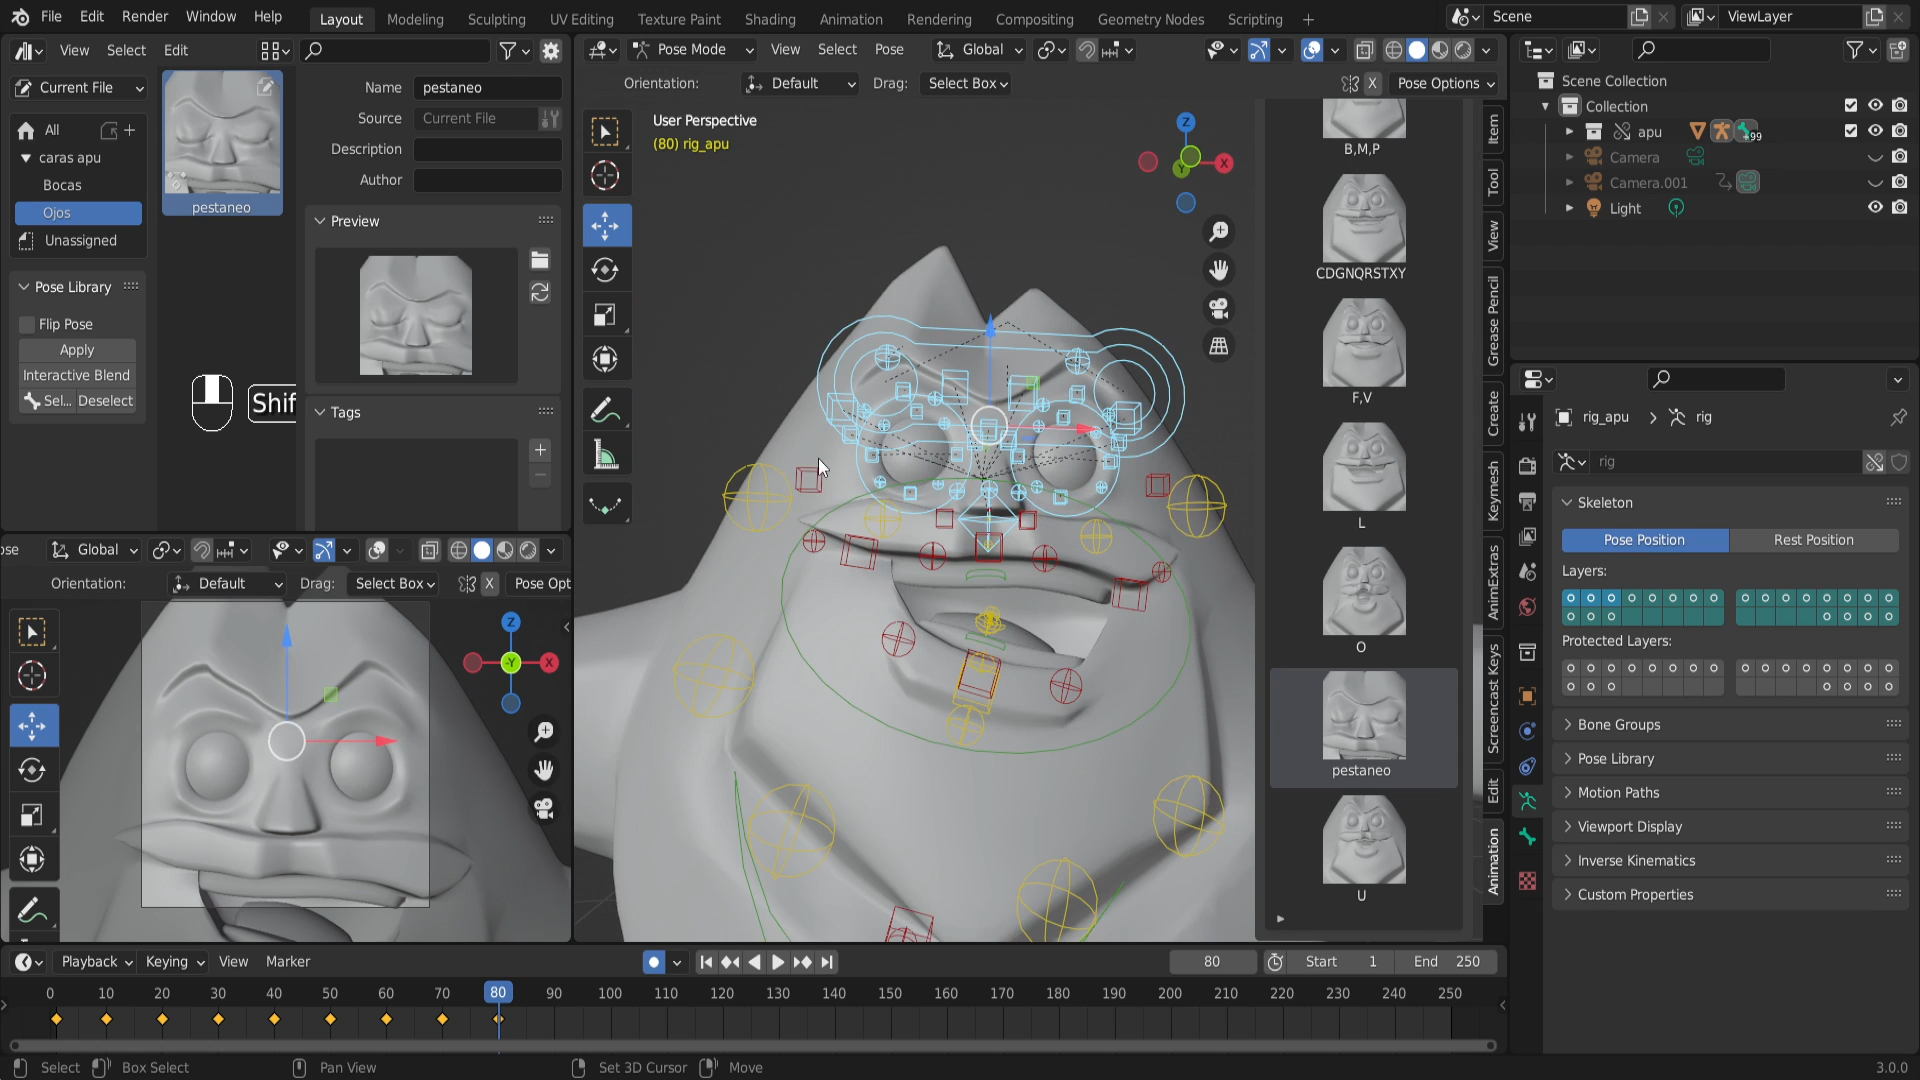 File Edit Render Window Help
Layout Modeling Sculpting UV Editing Texture Paint Shading Animation Rendering Compositing Geometry Nodes Scripting
Scene
ViewLayer
View Select Edit
Current File
All
caras apu
Bocas
Ojos
Unassigned
Pose Library
Flip Pose
Apply
Interactive Blend
Sel... Deselect
pestaneo
Name pestaneo
Source Current File
Description
Author
Preview
Tags
Shif
Pose Mode View Select Pose Global
Orientation: Default Drag: Select Box
X Pose Options
User Perspective
(80) rig_apu
Z
X
Y
B,M,P
CDGNQRSTXY
F,V
L
O
pestaneo
U
Item
Tool
View
Grease Pencil
Create
Keymesh
AnimExtras
Screencast Keys
Edit
Animation
ose Global
Orientation: Default Drag: Select Box X Pose Opt
Z
-Y
X
Scene Collection
Collection
apu
99
Camera
Camera.001
Light
rig_apu rig
rig
Skeleton
Pose Position Rest Position
Layers:
Protected Layers:
Bone Groups
Pose Library
Motion Paths
Viewport Display
Inverse Kinematics
Custom Properties
Playback Keying View Marker
80 Start 1 End 250
0 10 20 30 40 50 60 70 80 90 100 110 120 130 140 150 160 170 180 190 200 210 220 230 240 250
Select Box Select Pan View Set 3D Cursor Move
3.0.0